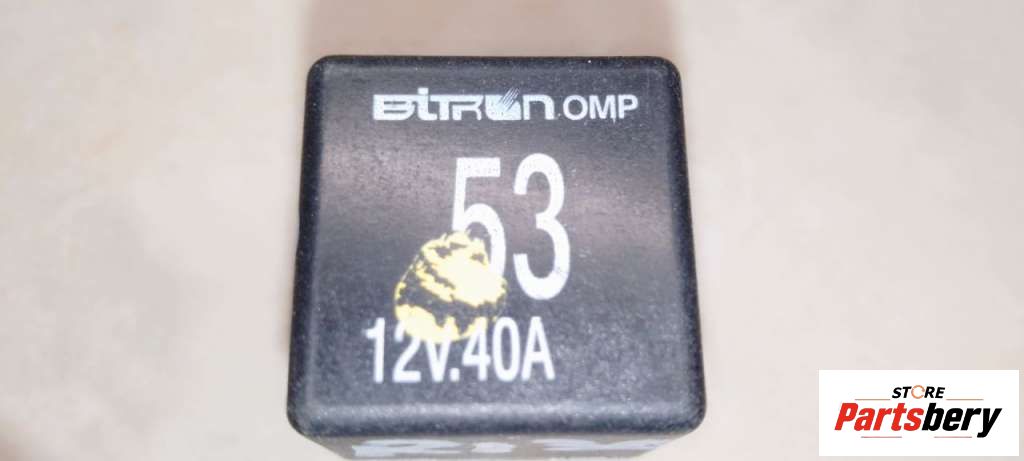 BITRON OMP
53
12V.40A
STORE
Partsbery